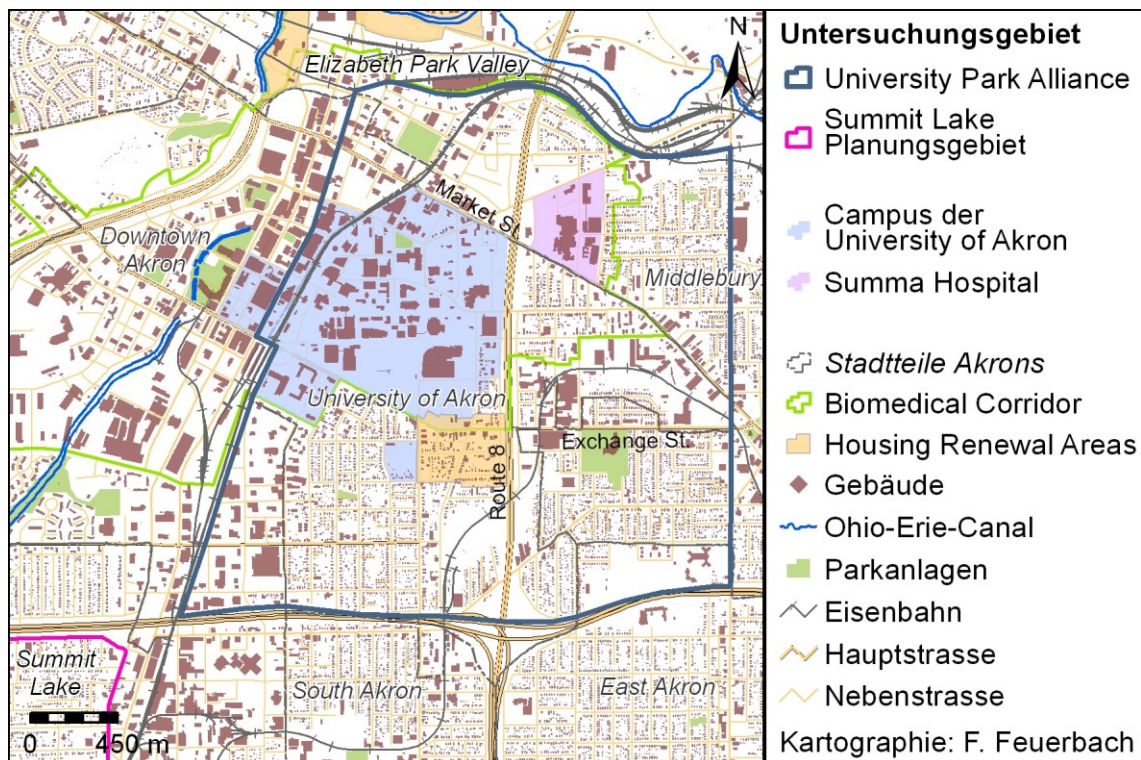 N
Elizabeth Park Valley
Market St.
Downtown
Akron
Middlebury
University of Akron
Exchange St.
Route 8
Summit
Lake
South Akron
East Akron
0 450 m
Untersuchungsgebiet
University Park Alliance
Summit Lake
Planungsgebiet
Campus der
University of Akron
Summa Hospital
Stadtteile Akrons
Biomedical Corridor
Housing Renewal Areas
Gebäude
Ohio-Erie-Canal
Parkanlagen
Eisenbahn
Hauptstrasse
Nebenstrasse
Kartographie: F. Feuerbach